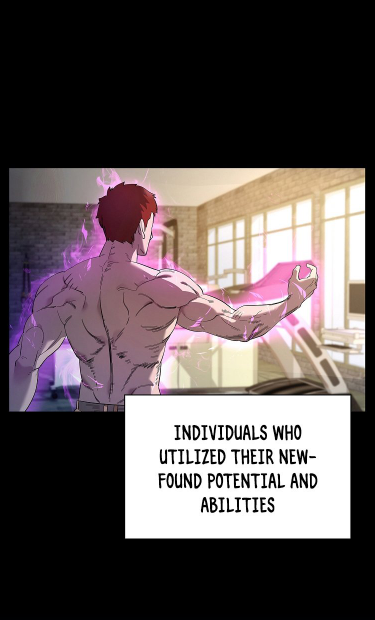 INDIVIDUALS WHO
UTILIZED THEIR NEW-
FOUND POTENTIAL AND
ABILITIES